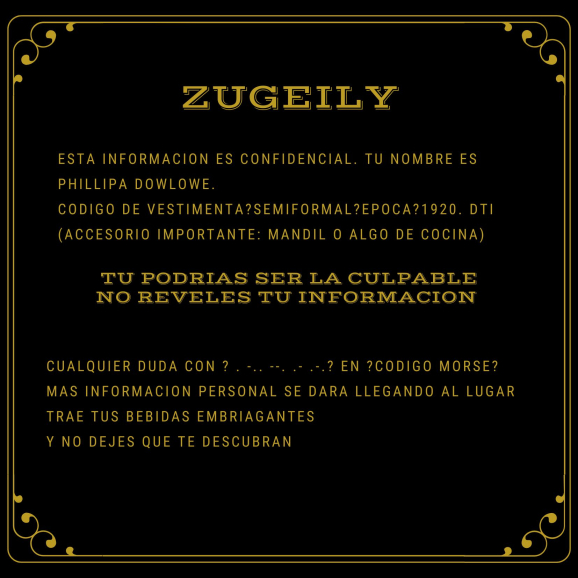 ZUGEILY
ESTA INFORMACION ES CONFIDENCIAL. TU NOMBRE ES
PHILLIPA DOWLOWE.
CODIGO DE VESTIMENTA?SEMIFORMAL?EPOCA?1920. DTI
(ACCESORIO IMPORTANTE: MANDIL O ALGO DE COCINA)
TU PODRIAS SER LA CULPABLE
NO REVELES TU INFORMACION
CUALQUIER DUDA CON ? . -.. --. .- .-.? EN ?CODIGO MORSE?
MAS INFORMACION PERSONAL SE DARA LLEGANDO AL LUGAR
TRAE TUS BEBIDAS EMBRIAGANTES
Y NO DEJES QUE TE DESCUBRAN